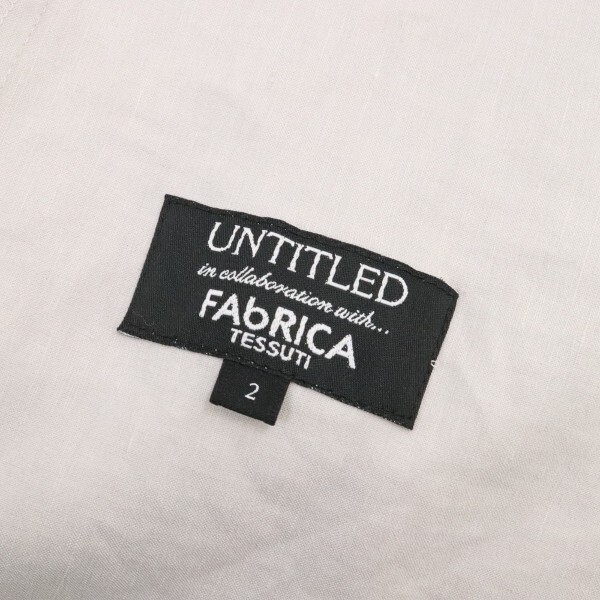 UNTITLED
in collaboration with...
FAbRICA
TESSUTI
2